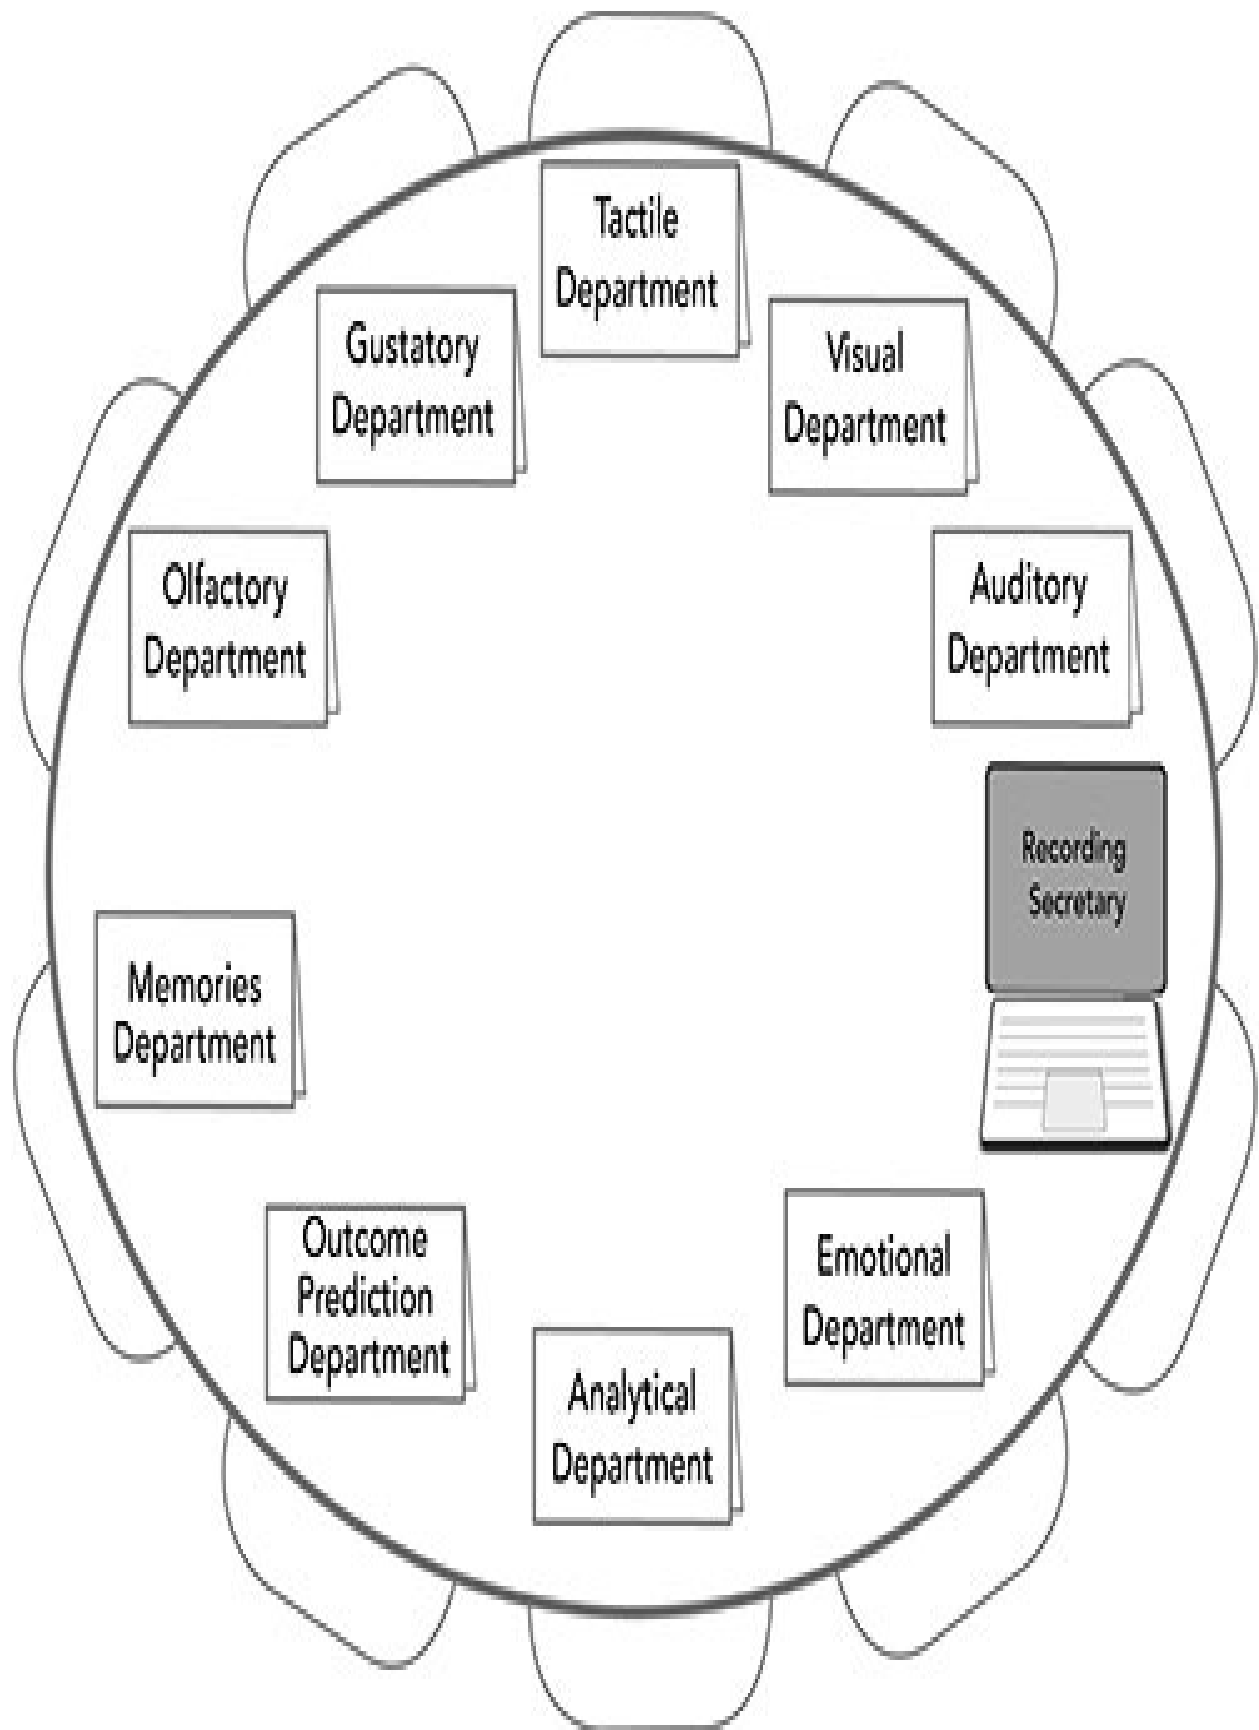 Tactile
Department
Gustatory
Department
Visual
Department
Olfactory
Department
Auditory
Department
Recording
Secretary
Memories
Department
Outcome
Prediction
Department
Emotional
Department
Analytical
Department